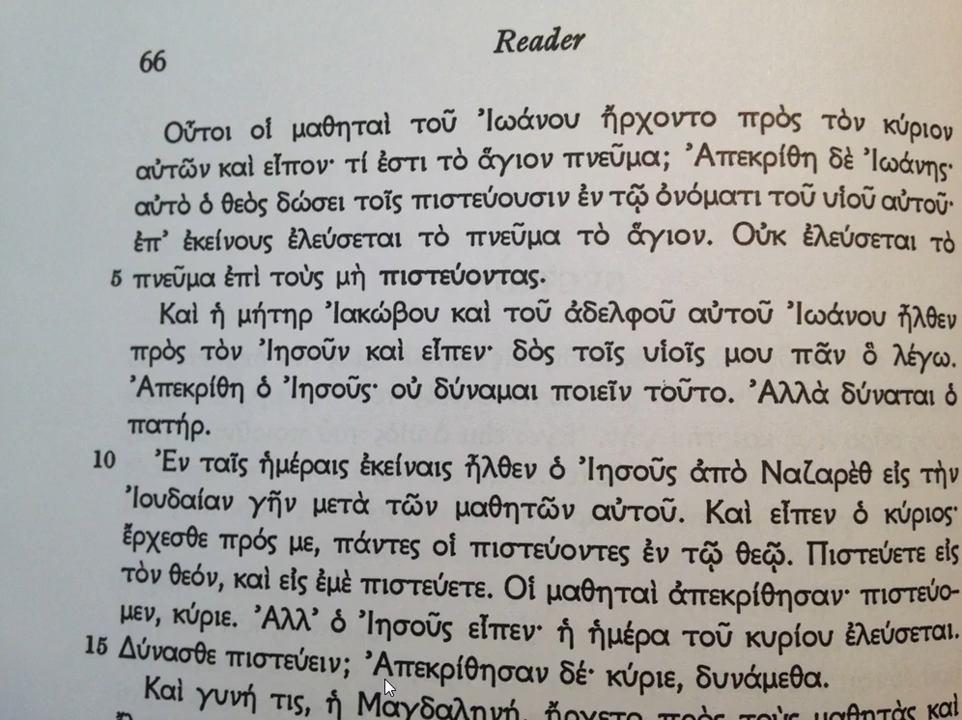 66
Reader
Οὗτοι οἱ μαθηταὶ τοῦ Ἰωάνου ἤρχοντο πρὸς τὸν κύριον
αὐτῶν καὶ εἶπον· τί ἐστι τὸ ἅγιον πνεῦμα; Ἀπεκρίθη δὲ Ἰωάνης·
αὐτὸ ὁ θεὸς δώσει τοῖς πιστεύουσιν ἐν τῷ ὀνόματι τοῦ υἱοῦ αὐτοῦ·
ἐπ’ ἐκείνους ἐλεύσεται τὸ πνεῦμα τὸ ἅγιον. Οὐκ ἐλεύσεται τὸ
5 πνεῦμα ἐπὶ τοὺς μὴ πιστεύοντας.
Καὶ ἡ μήτηρ Ἰακώβου καὶ τοῦ ἀδελφοῦ αὐτοῦ Ἰωάνου ἦλθεν
πρὸς τὸν Ἰησοῦν καὶ εἶπεν· δὸς τοῖς υἱοῖς μου πᾶν ὃ λέγω.
Ἀπεκρίθη ὁ Ἰησοῦς· οὐ δύναμαι ποιεῖν τοῦτο. Ἀλλὰ δύναται ὁ
πατήρ.
10 Ἐν ταῖς ἡμέραις ἐκείναις ἦλθεν ὁ Ἰησοῦς ἀπὸ Ναζαρὲθ εἰς τὴν
Ἰουδαίαν γῆν μετὰ τῶν μαθητῶν αὐτοῦ. Καὶ εἶπεν ὁ κύριος·
ἔρχεσθε πρός με, πάντες οἱ πιστεύοντες ἐν τῷ θεῷ. Πιστεύετε εἰς
τὸν θεόν, καὶ εἰς ἐμὲ πιστεύετε. Οἱ μαθηταὶ ἀπεκρίθησαν· πιστεύο-
μεν, κύριε. Ἀλλ’ ὁ Ἰησοῦς εἶπεν· ἡ ἡμέρα τοῦ κυρίου ἐλεύσεται.
15 Δύνασθε πιστεύειν; Ἀπεκρίθησαν δέ· κύριε, δυνάμεθα.
Καὶ γυνή τις, ἡ Μαγδαληνή, ἤρχετο πρὸς τοὺς μαθητὰς καὶ